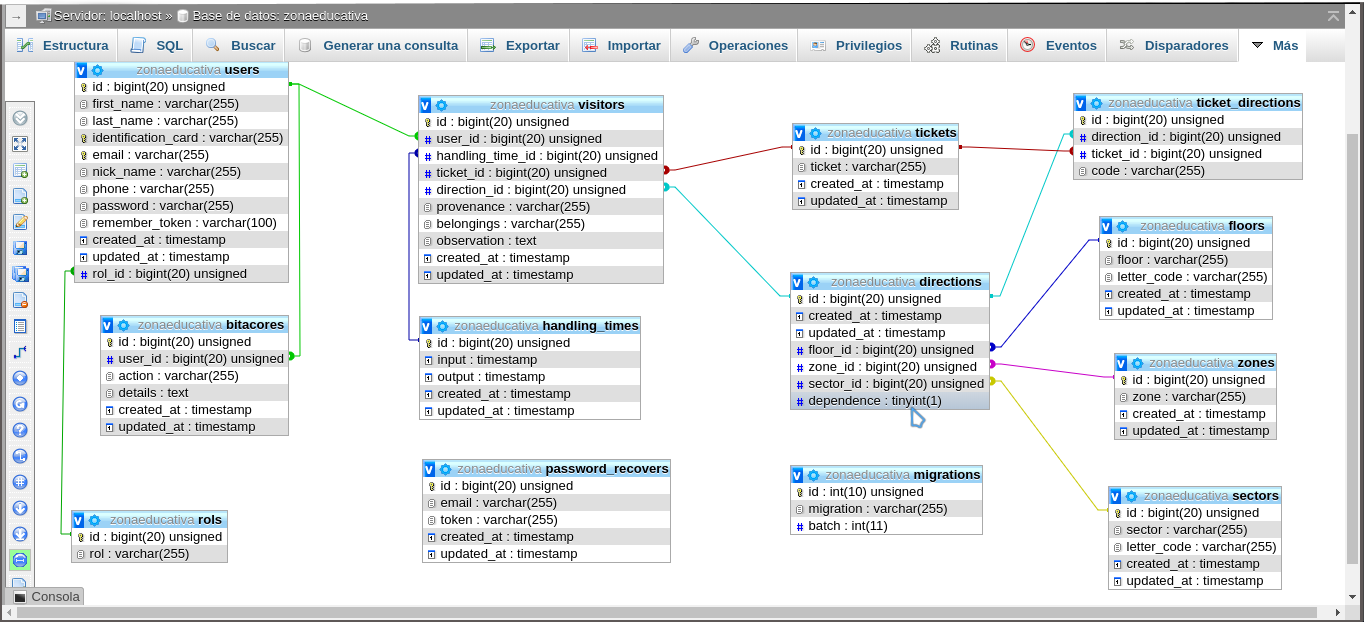 Servidor: localhost » Base de datos: zonaeducativa
Estructura SQL Buscar Generar una consulta Exportar Importar Operaciones Privilegios Rutinas Eventos Disparadores Más
zonaeducativa users
id : bigint(20) unsigned
first_name : varchar(255)
last_name : varchar(255)
identification_card : varchar(255)
email : varchar(255)
nick_name : varchar(255)
phone : varchar(255)
password : varchar(255)
remember_token : varchar(100)
created_at : timestamp
updated_at : timestamp
rol_id : bigint(20) unsigned
zonaeducativa bitacores
id : bigint(20) unsigned
user_id : bigint(20) unsigned
action : varchar(255)
details : text
created_at : timestamp
updated_at : timestamp
zonaeducativa rols
id : bigint(20) unsigned
rol : varchar(255)
zonaeducativa visitors
id : bigint(20) unsigned
user_id : bigint(20) unsigned
handling_time_id : bigint(20) unsigned
ticket_id : bigint(20) unsigned
direction_id : bigint(20) unsigned
provenance : varchar(255)
belongings : varchar(255)
observation : text
created_at : timestamp
updated_at : timestamp
zonaeducativa handling_times
id : bigint(20) unsigned
input : timestamp
output : timestamp
created_at : timestamp
updated_at : timestamp
zonaeducativa password_recovers
id : bigint(20) unsigned
email : varchar(255)
token : varchar(255)
created_at : timestamp
updated_at : timestamp
zonaeducativa tickets
id : bigint(20) unsigned
ticket : varchar(255)
created_at : timestamp
updated_at : timestamp
zonaeducativa directions
id : bigint(20) unsigned
created_at : timestamp
updated_at : timestamp
floor_id : bigint(20) unsigned
zone_id : bigint(20) unsigned
sector_id : bigint(20) unsigned
dependence : tinyint(1)
zonaeducativa migrations
id : int(10) unsigned
migration : varchar(255)
batch : int(11)
zonaeducativa ticket_directions
id : bigint(20) unsigned
direction_id : bigint(20) unsigned
ticket_id : bigint(20) unsigned
code : varchar(255)
zonaeducativa floors
id : bigint(20) unsigned
floor : varchar(255)
letter_code : varchar(255)
created_at : timestamp
updated_at : timestamp
zonaeducativa zones
id : bigint(20) unsigned
zone : varchar(255)
created_at : timestamp
updated_at : timestamp
zonaeducativa sectors
id : bigint(20) unsigned
sector : varchar(255)
letter_code : varchar(255)
created_at : timestamp
updated_at : timestamp
Consola